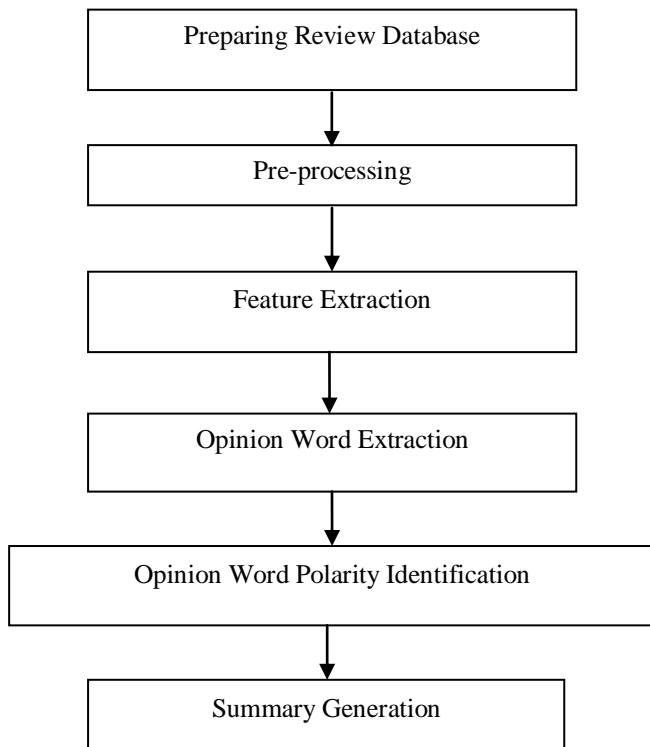 Preparing Review Database
Pre-processing
Feature Extraction
Opinion Word Extraction
Opinion Word Polarity Identification
Summary Generation